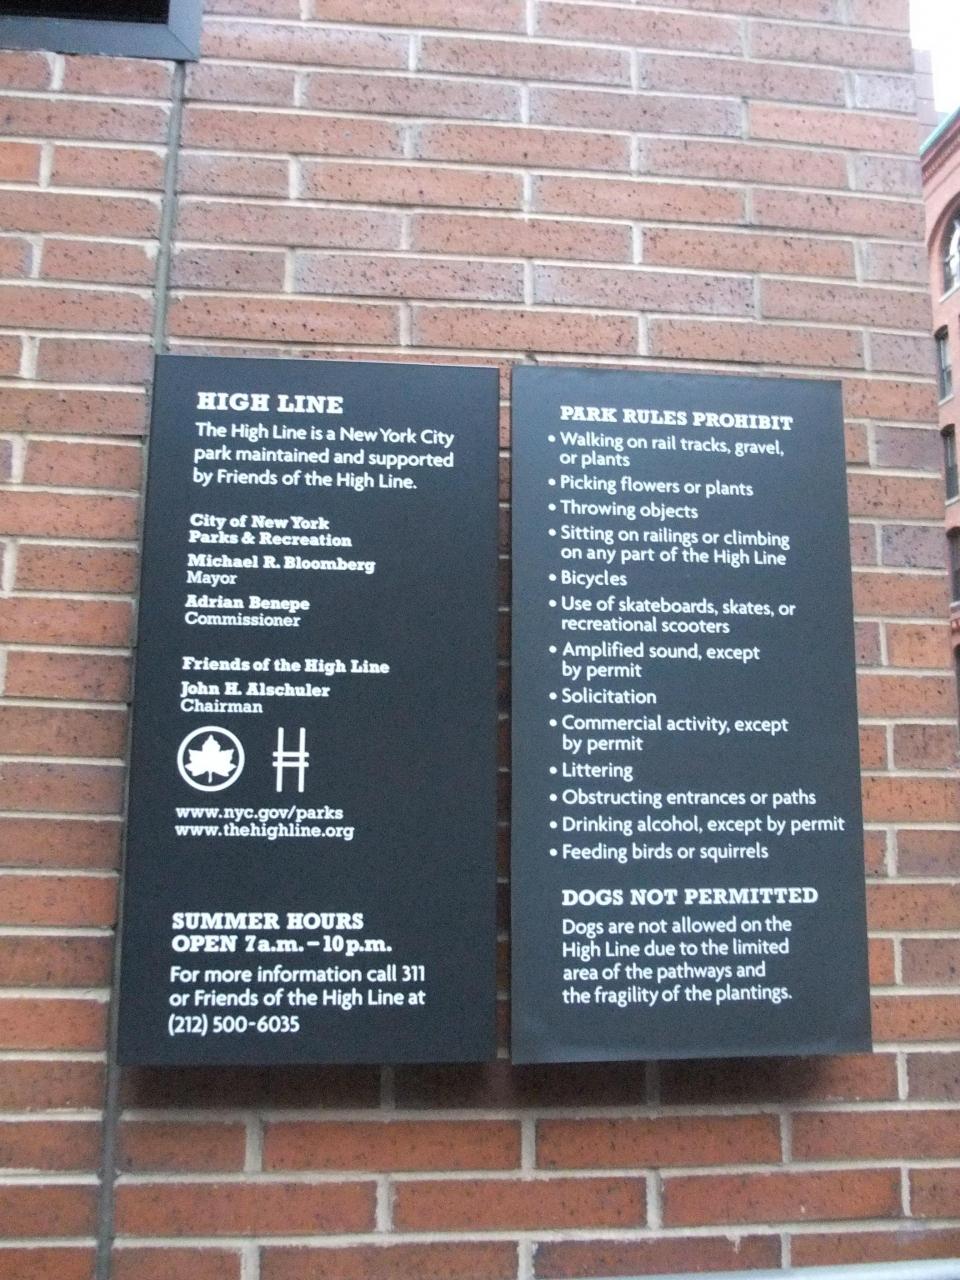 HIGH LINE
The High Line is a New York City
park maintained and supported
by Friends of the High Line.
City of New York
Parks & Recreation
Michael R. Bloomberg
Mayor
Adrian Benepe
Commissioner
Friends of the High Line
John H. Alschuler
Chairman
www.nyc.gov/parks
www.thehighline.org
SUMMER HOURS
OPEN 7a.m.–10p.m.
For more information call 311
or Friends of the High Line at
(212) 500-6035
PARK RULES PROHIBIT
• Walking on rail tracks, gravel,
or plants
• Picking flowers or plants
• Throwing objects
• Sitting on railings or climbing
on any part of the High Line
• Bicycles
• Use of skateboards, skates, or
recreational scooters
• Amplified sound, except
by permit
• Solicitation
• Commercial activity, except
by permit
• Littering
• Obstructing entrances or paths
• Drinking alcohol, except by permit
• Feeding birds or squirrels
DOGS NOT PERMITTED
Dogs are not allowed on the
High Line due to the limited
area of the pathways and
the fragility of the plantings.